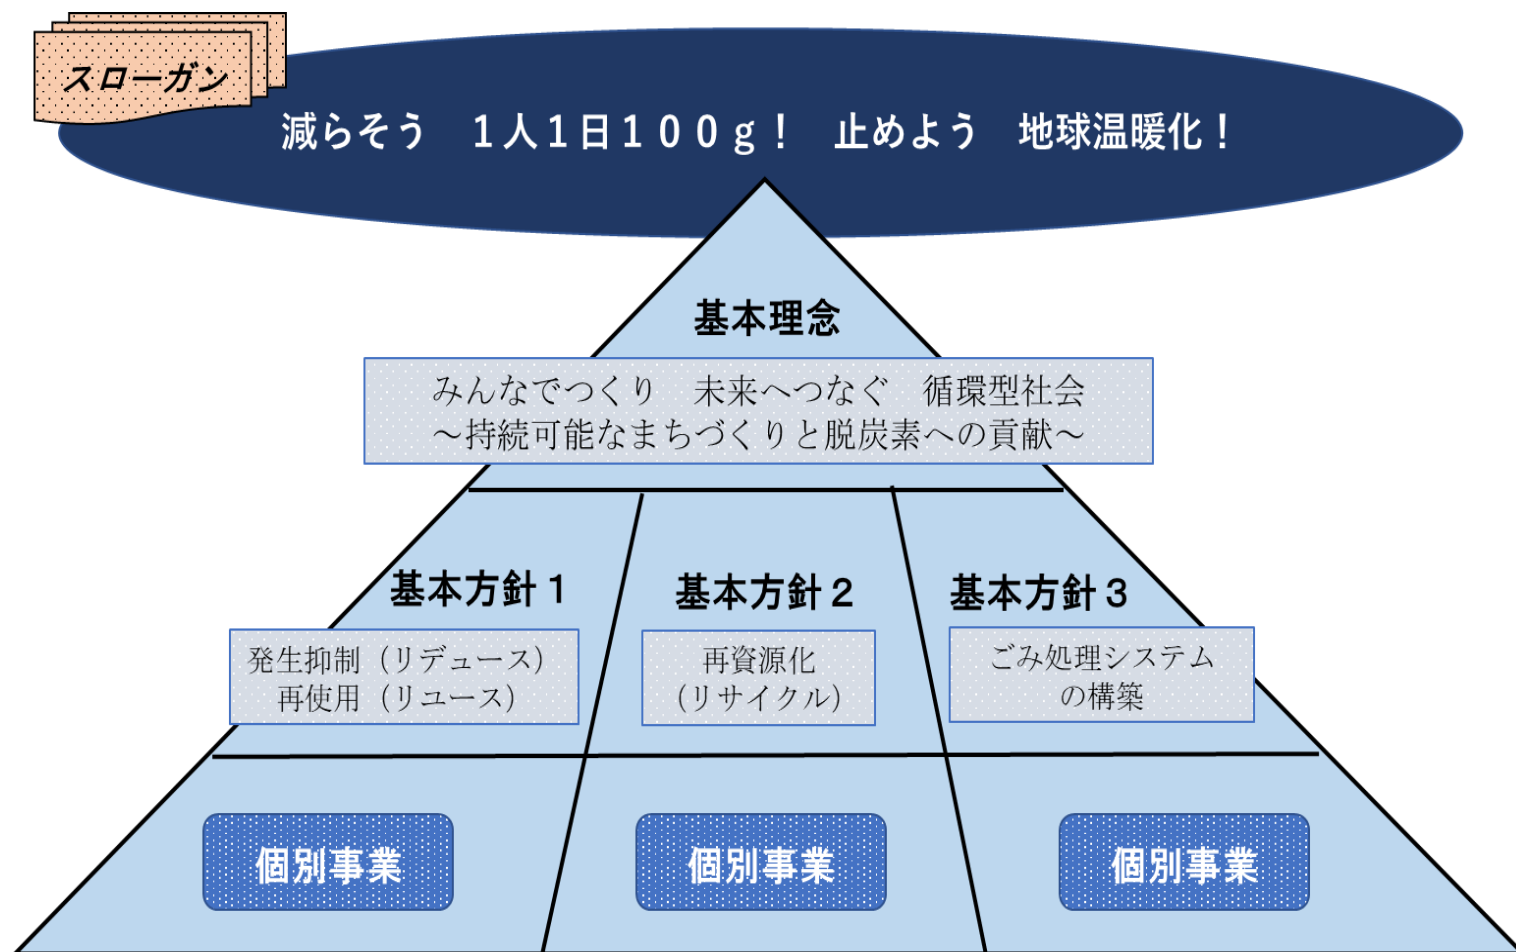 スローガン
減らそう　１人１日１００ｇ！　止めよう　地球温暖化！
基本理念
みんなでつくり　未来へつなぐ　循環型社会
～持続可能なまちづくりと脱炭素への貢献～
基本方針１
発生抑制（リデュース）
再使用（リユース）
基本方針２
再資源化
（リサイクル）
基本方針３
ごみ処理システム
の構築
個別事業
個別事業
個別事業